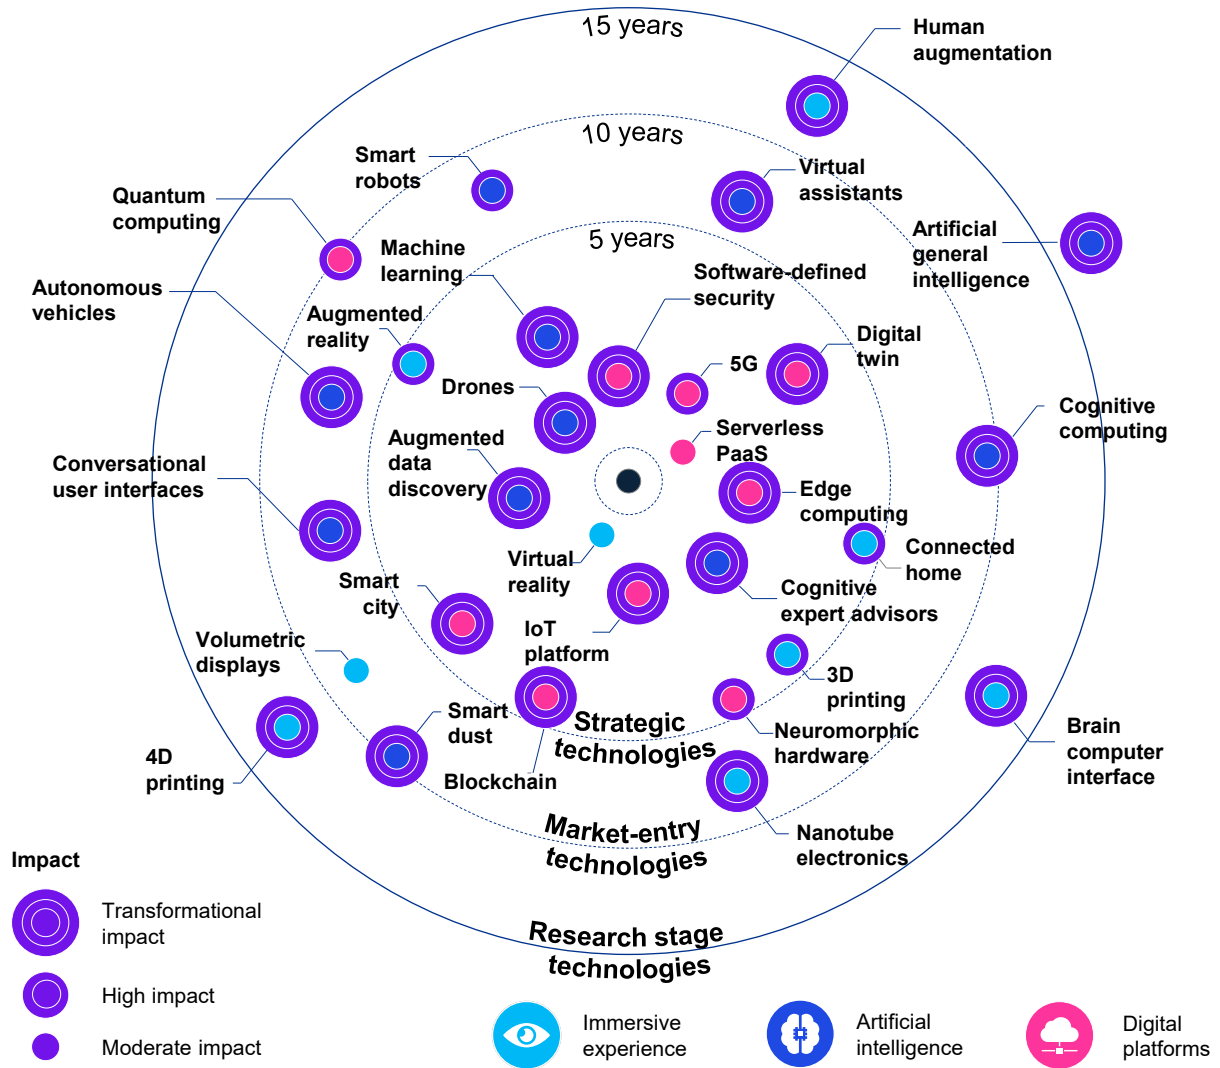 15 years
Human
augmentation
10 years
Smart
robots
Virtual
assistants
Quantum
computing
Artificial
general
intelligence
5 years
Machine
learning
Software-defined
security
Autonomous
vehicles
Augmented
reality
Digital
twin
5G
Drones
Cognitive
computing
Serverless
PaaS
Augmented
data
discovery
Conversational
user interfaces
Edge
computing
Connected
home
Virtual
reality
Smart
city
Cognitive
expert advisors
IoT
platform
Volumetric
displays
3D
printing
Smart
dust
Strategic
technologies
Neuromorphic
hardware
Brain
computer
interface
4D
printing
Blockchain
Market-entry
technologies
Nanotube
electronics
Research stage
technologies
Impact
Transformational
impact
High impact
Moderate impact
Immersive
experience
Artificial
intelligence
Digital
platforms